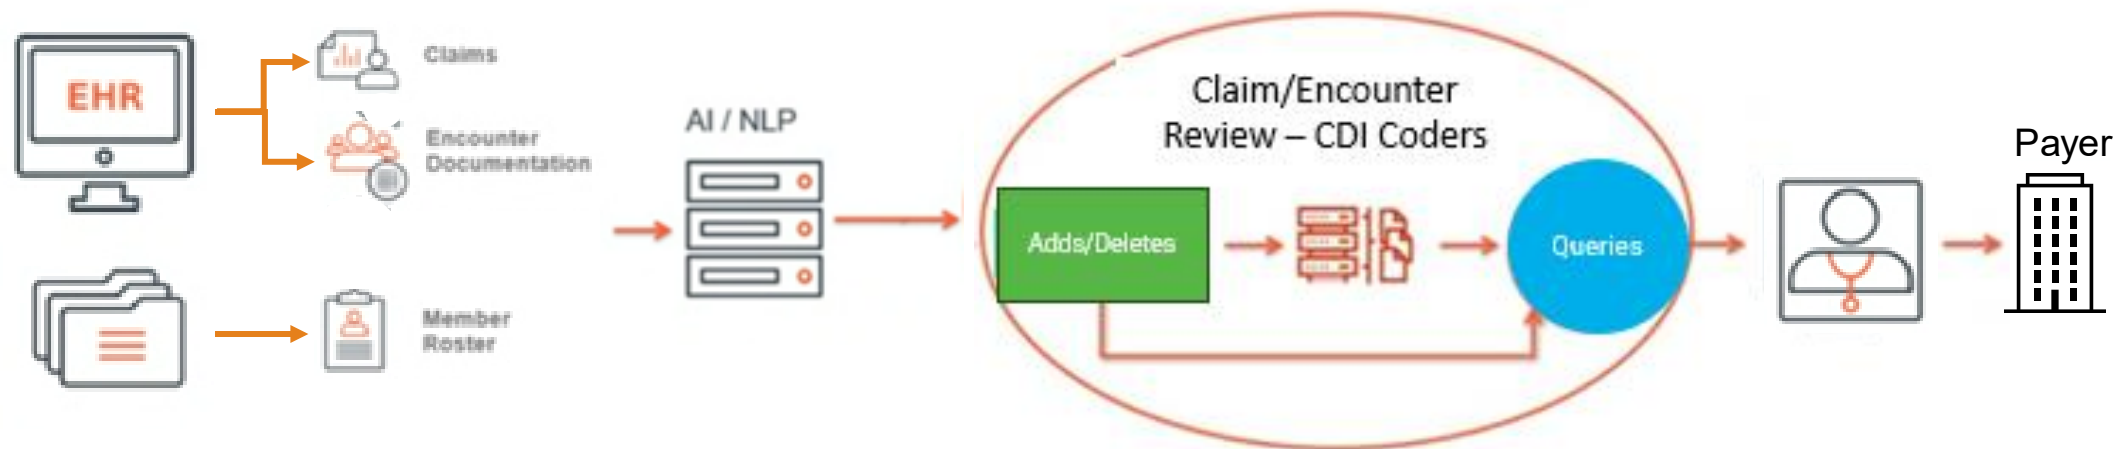 EHR
Claims
Encounter
Documentation
Member
Roster
AI / NLP
Claim/Encounter
Review – CDI Coders
Adds/Deletes
Queries
Payer